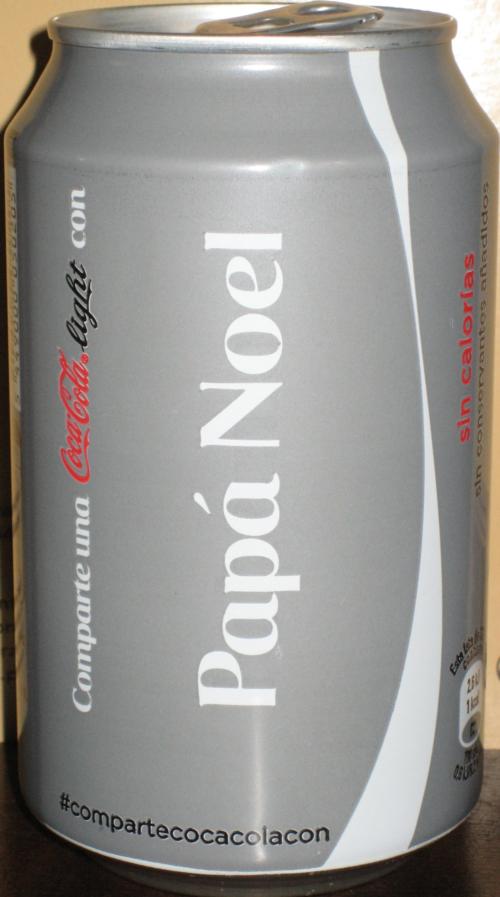 Comparte una Coca-Cola light con
Papá Noel
sin calorías
sin conservantes añadidos
#compartecocacolacon